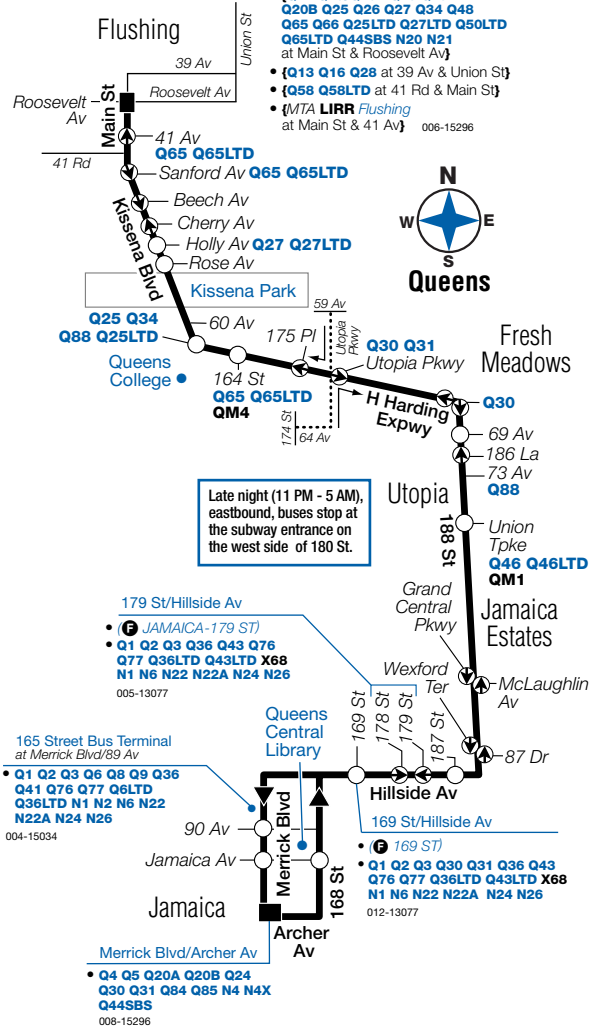 Flushing
Union St
39 Av
Roosevelt Av
Roosevelt
Av
Main St
Q20B Q25 Q26 Q27 Q34 Q48
Q65 Q66 Q25LTD Q27LTD Q50LTD
Q65LTD Q44SBS N20 N21
at Main St & Roosevelt Av}
• {Q13 Q16 Q28 at 39 Av & Union St}
• {Q58 Q58LTD at 41 Rd & Main St}
• {MTA LIRR Flushing
at Main St & 41 Av} 006-15296
41 Av
Q65 Q65LTD
41 Rd
Sanford Av Q65 Q65LTD
Beech Av
Cherry Av
Holly Av Q27 Q27LTD
Rose Av
Kissena Blvd
Kissena Park
N
W E
S
Queens
Q25 Q34
Q88 Q25LTD
60 Av
Queens
College
164 St
Q65 Q65LTD
QM4
175 Pl
59 Av
Utopia
Pkwy
174 St
64 Av
Q30 Q31
Utopia Pkwy
H Harding
Expwy
Fresh
Meadows
Q30
69 Av
186 La
73 Av
Q88
Utopia
188 St
Union
Tpke
Q46 Q46LTD
QM1
Late night (11 PM - 5 AM),
eastbound, buses stop at
the subway entrance on
the west side of 180 St.
Grand
Central
Pkwy
Jamaica
Estates
McLaughlin
Av
Wexford
Ter
87 Dr
179 St/Hillside Av
• (F JAMAICA-179 ST)
• Q1 Q2 Q3 Q36 Q43 Q76
Q77 Q36LTD Q43LTD X68
N1 N6 N22 N22A N24 N26
005-13077
169 St
178 St
179 St
187 St
Hillside Av
Queens
Central
Library
165 Street Bus Terminal
at Merrick Blvd/89 Av
• Q1 Q2 Q3 Q6 Q8 Q9 Q36
Q41 Q76 Q77 Q6LTD
Q36LTD N1 N2 N6 N22
N22A N24 N26
004-15034
90 Av
Jamaica Av
Merrick Blvd
168 St
169 St/Hillside Av
• (F 169 ST)
• Q1 Q2 Q3 Q30 Q31 Q36 Q43
Q76 Q77 Q36LTD Q43LTD X68
N1 N6 N22 N22A N24 N26
012-13077
Jamaica
Archer
Av
Merrick Blvd/Archer Av
• Q4 Q5 Q20A Q20B Q24
Q30 Q31 Q84 Q85 N4 N4X
Q44SBS
008-15296